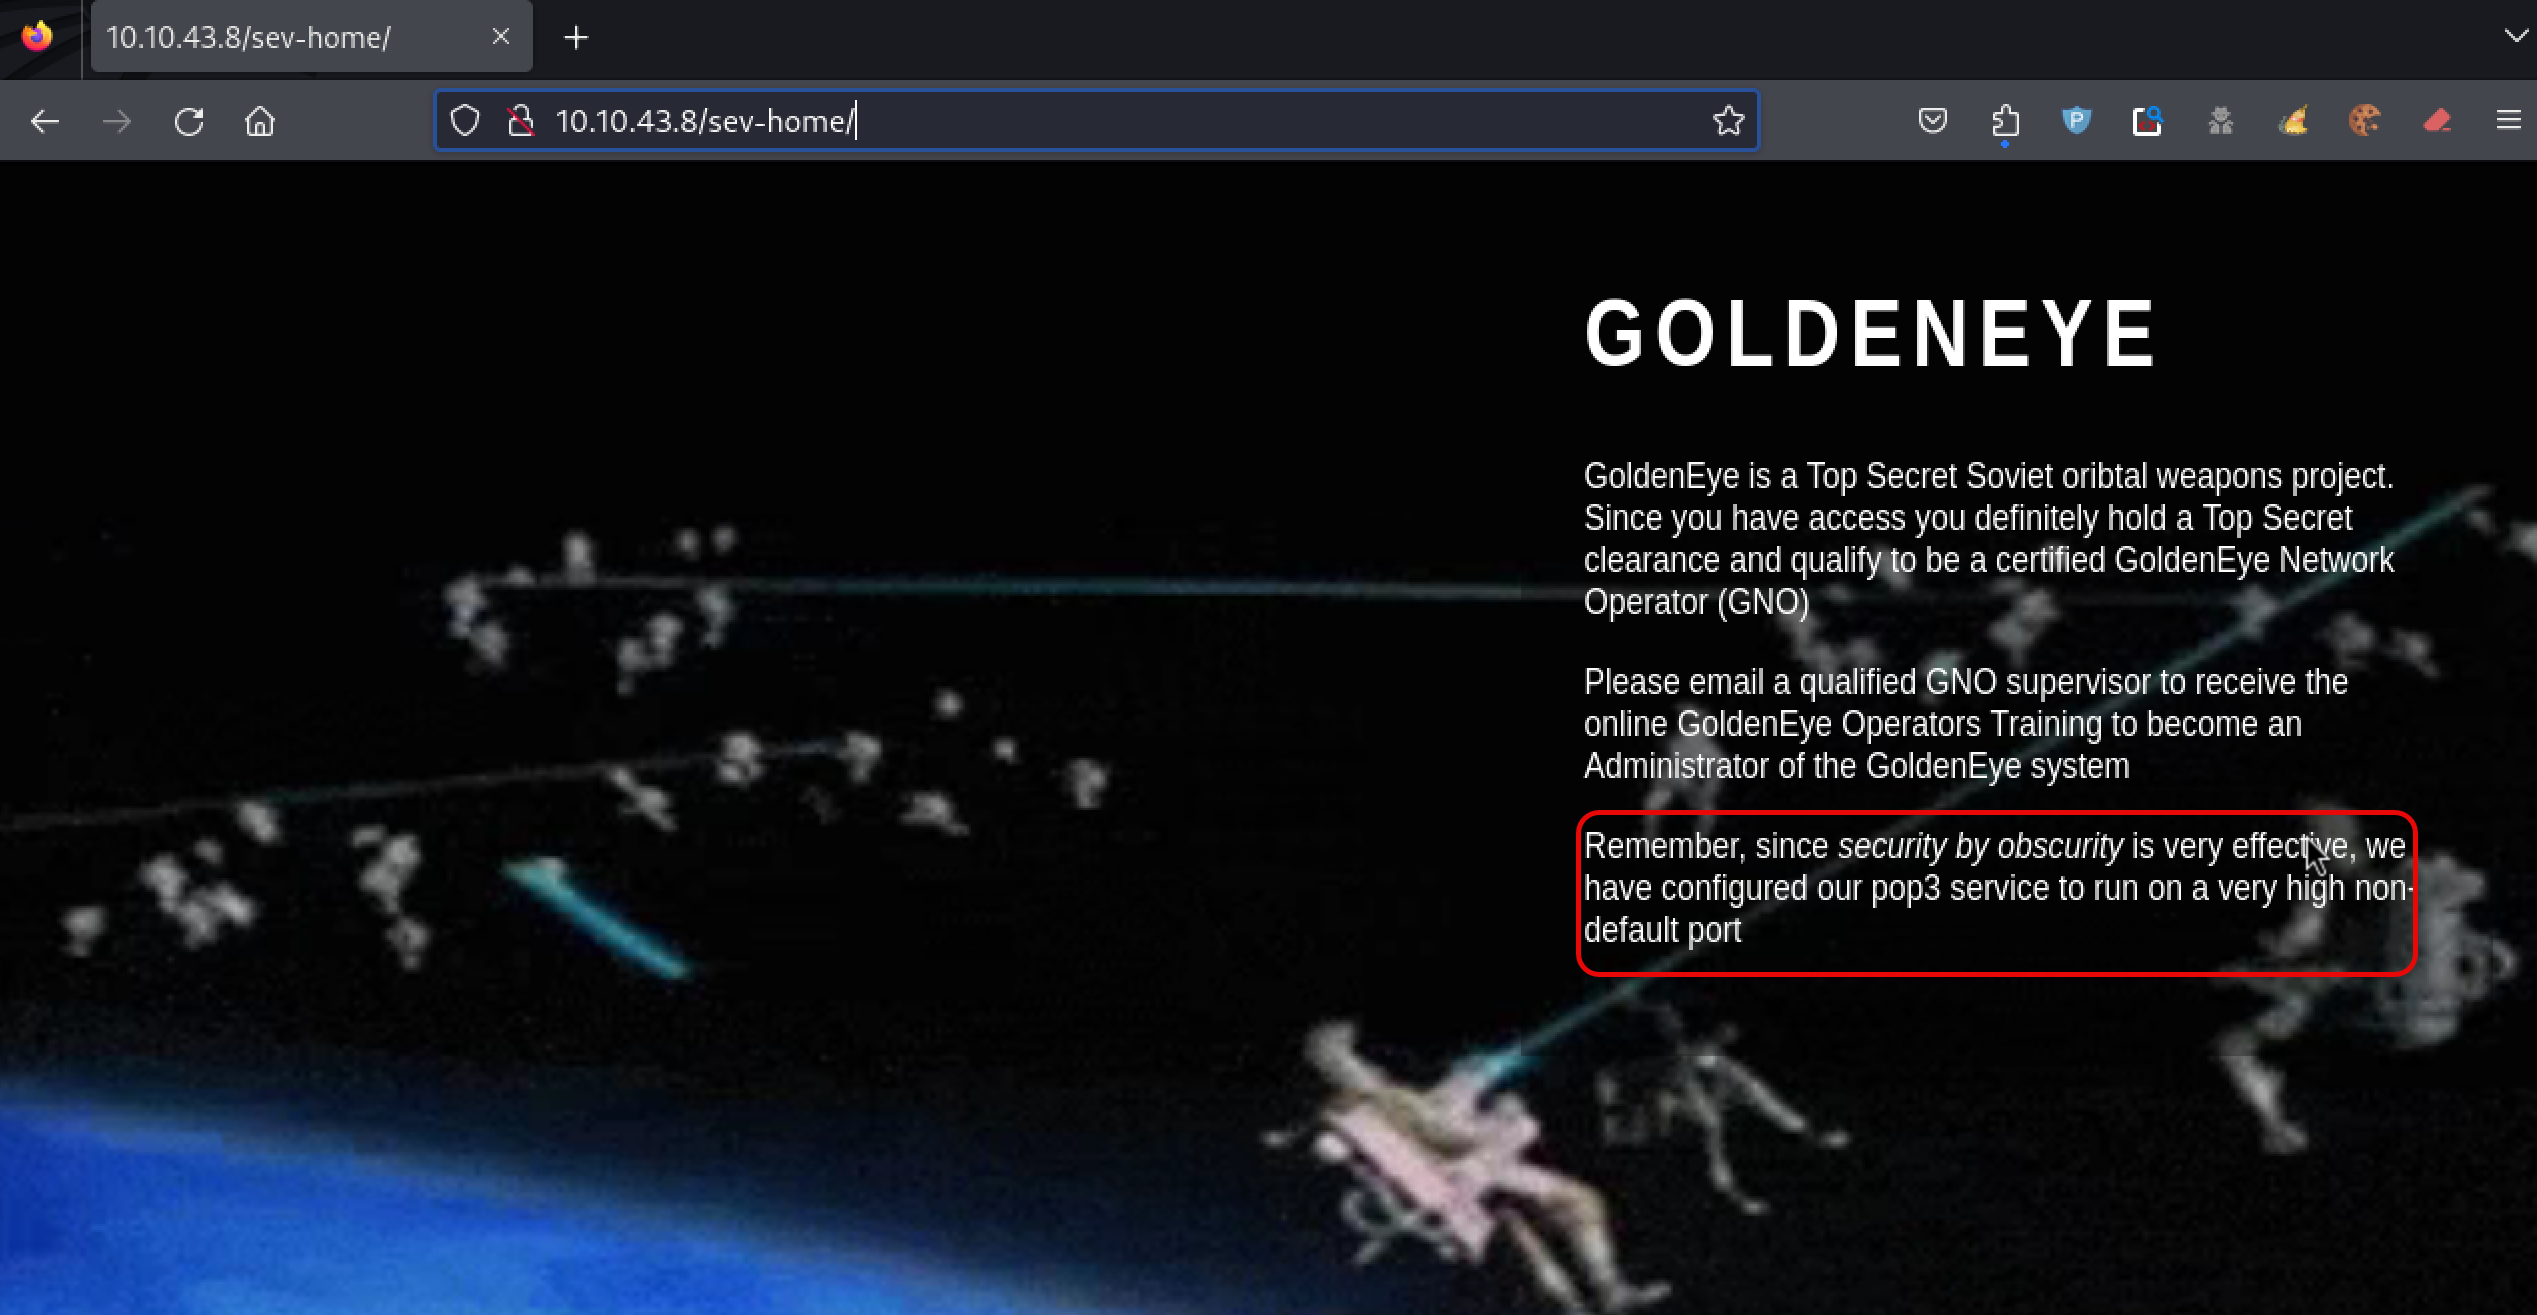 10.10.43.8/sev-home/
10.10.43.8/sev-home/
GOLDENEYE
GoldenEye is a Top Secret Soviet oribtal weapons project.
Since you have access you definitely hold a Top Secret
clearance and qualify to be a certified GoldenEye Network
Operator (GNO)
Please email a qualified GNO supervisor to receive the
online GoldenEye Operators Training to become an
Administrator of the GoldenEye system
Remember, since security by obscurity is very effective, we
have configured our pop3 service to run on a very high non-
default port